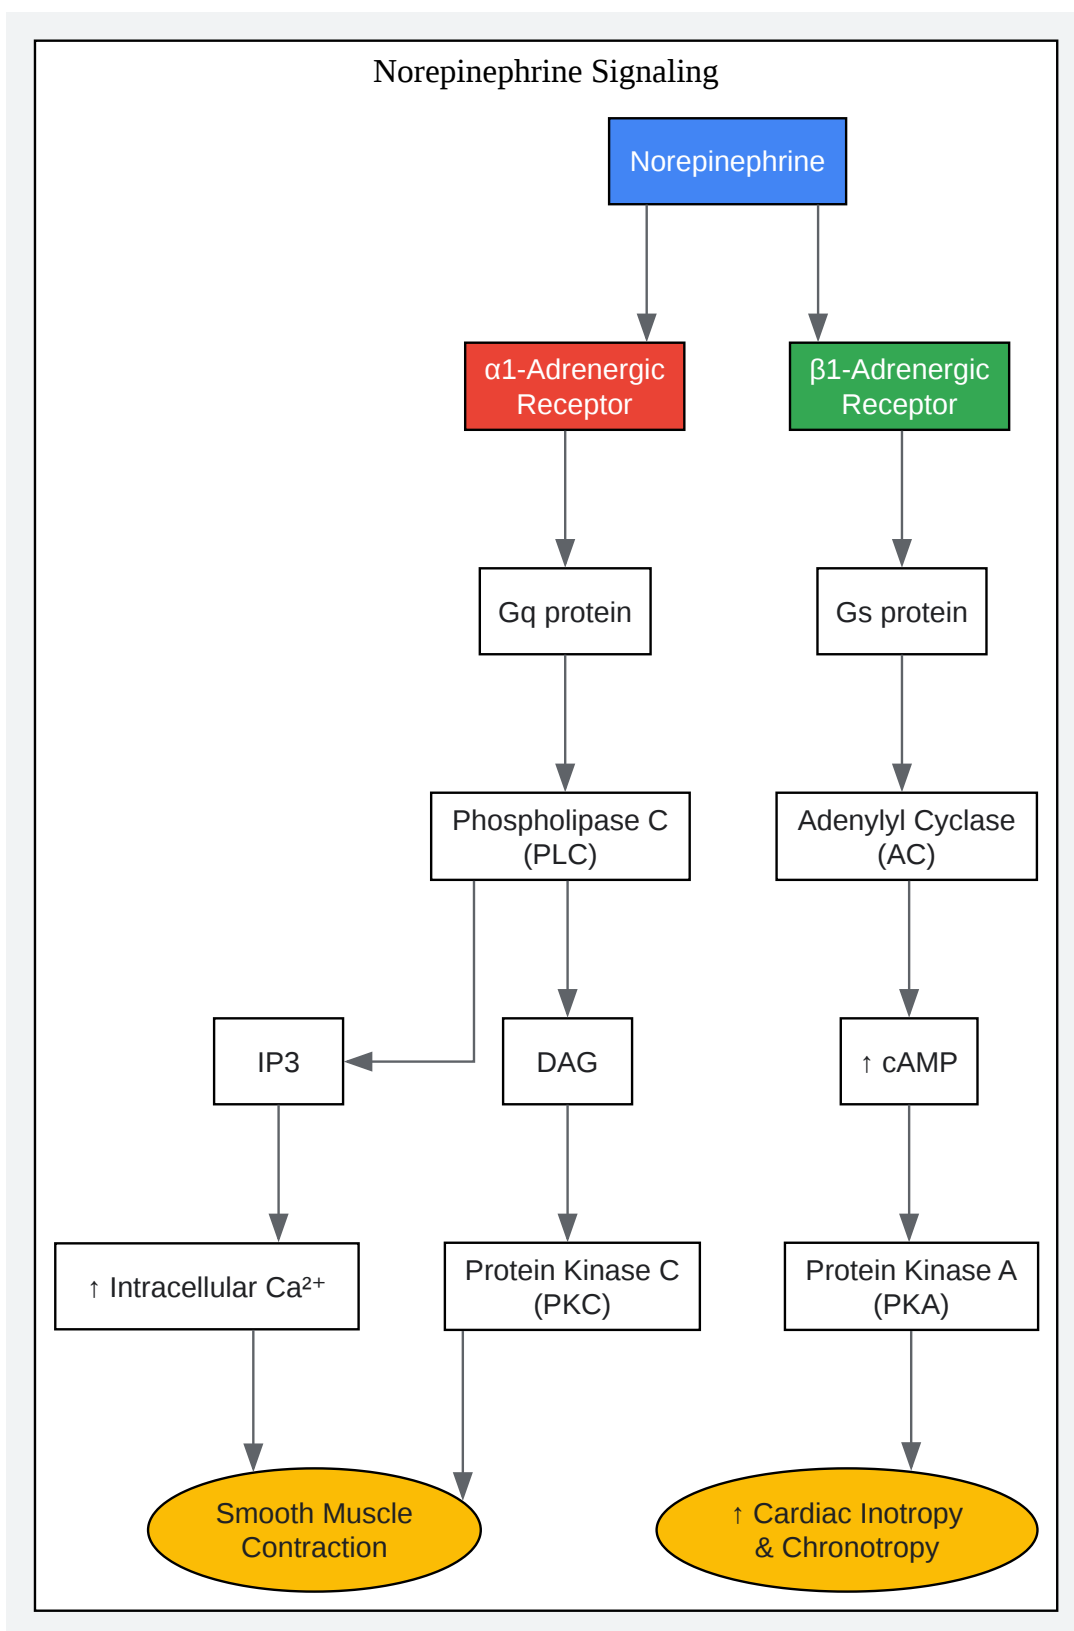 Norepinephrine Signaling
Norepinephrine
α1-Adrenergic
Receptor
β1-Adrenergic
Receptor
Gq protein
Gs protein
Phospholipase C
(PLC)
Adenylyl Cyclase
(AC)
IP3
DAG
↑ cAMP
↑ Intracellular Ca²⁺
Protein Kinase C
(PKC)
Protein Kinase A
(PKA)
Smooth Muscle
Contraction
↑ Cardiac Inotropy
& Chronotropy